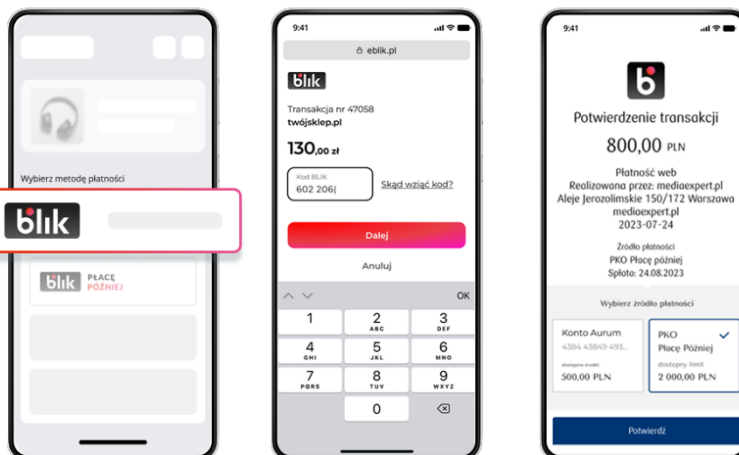 Wybierz metodę płatności
blik
blik PŁACĘ
PÓŹNIEJ
9:41
eblik.pl
blik
Transakcja nr 47058
twójsklep.pl
130,00 zł
Kod BLIK
602 206|
Skąd wziąć kod?
Dalej
Anuluj
OK
1 2 3
ABC DEF
4 5 6
GHI JKL MNO
7 8 9
PQRS TUV WXYZ
0
9:41
b
Potwierdzenie transakcji
800,00 PLN
Płatność web
Realizowana przez: mediaexpert.pl
Aleje Jerozolimskie 150/172 Warszawa
mediaexpert.pl
2023-07-24
Źródło płatności
PKO Płacę później
Spłata: 24.08.2023
Wybierz źródło płatności
Konto Aurum
4384 43849 493...
dostępne środki
500,00 PLN
PKO
Płacę Później
dostępny limit
2 000,00 PLN
Potwierdź